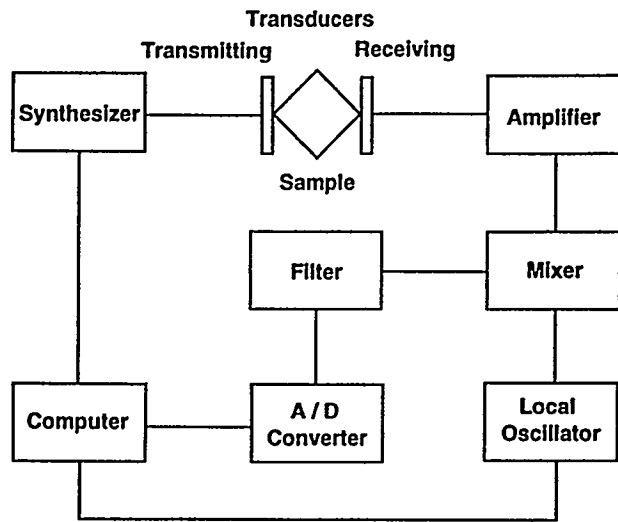 Transducers
Transmitting
Receiving
Synthesizer
Amplifier
Sample
Filter
Mixer
Computer
A / D
Converter
Local
Oscillator